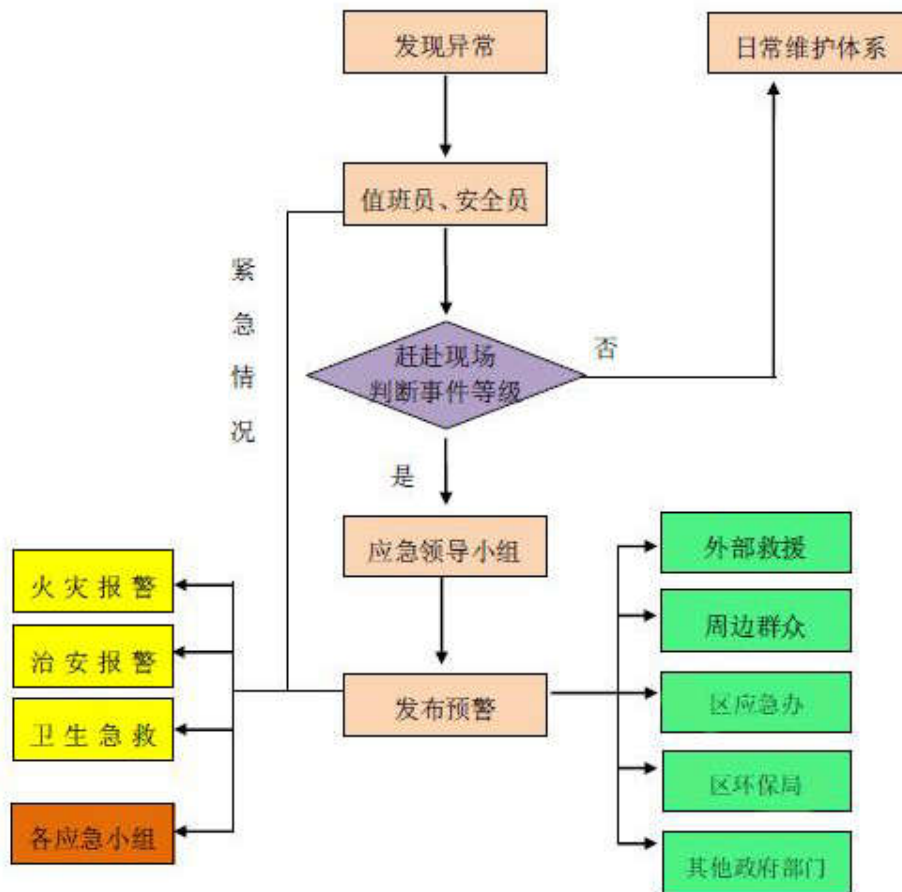 发现异常
日常维护体系
值班员、安全员
紧
急
情
况
赶赴现场
判断事件等级
否
是
应急领导小组
外部救援
火灾报警
周边群众
治安报警
发布预警
区应急办
卫生急救
区环保局
各应急小组
其他政府部门